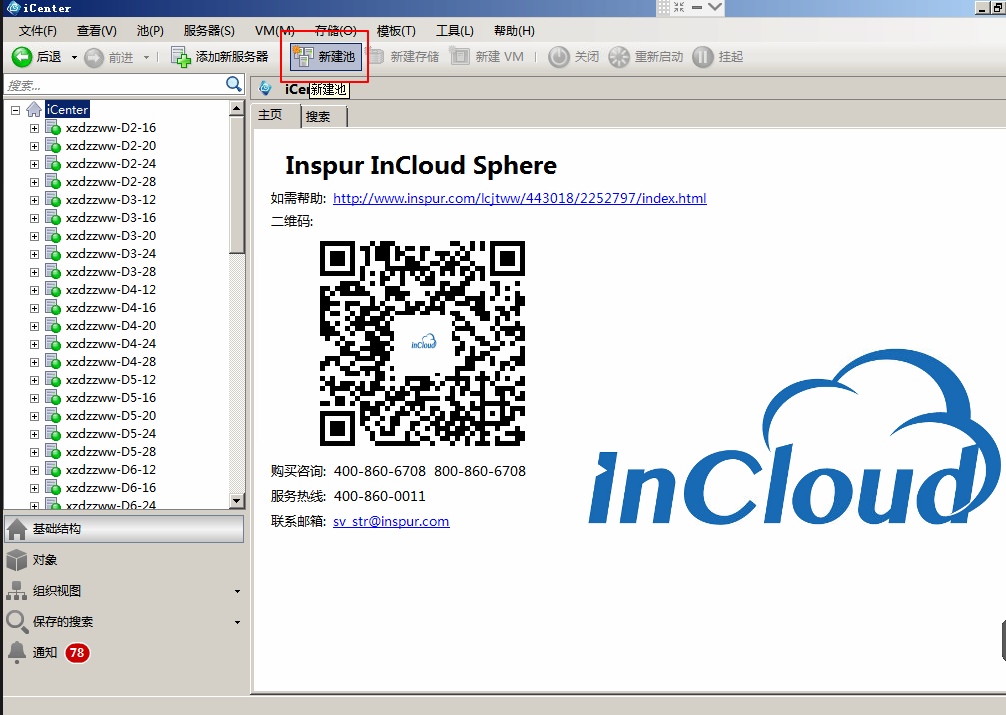 iCenter
文件(F) 查看(V) 池(P) 服务器(S) VM(M) 存储(O) 模板(T) 工具(L) 帮助(H)
后退 前进 添加新服务器 新建池 新建存储 新建 VM 关闭 重新启动 挂起
搜索...
新建池
iCenter
xzdzzww-D2-16
xzdzzww-D2-20
xzdzzww-D2-24
xzdzzww-D2-28
xzdzzww-D3-12
xzdzzww-D3-16
xzdzzww-D3-20
xzdzzww-D3-24
xzdzzww-D3-28
xzdzzww-D4-12
xzdzzww-D4-16
xzdzzww-D4-20
xzdzzww-D4-24
xzdzzww-D4-28
xzdzzww-D5-12
xzdzzww-D5-16
xzdzzww-D5-20
xzdzzww-D5-24
xzdzzww-D5-28
xzdzzww-D6-12
xzdzzww-D6-16
xzdzzww-D6-24
基础结构
对象
组织视图
保存的搜索
通知 78
主页 搜索
Inspur InCloud Sphere
如需帮助: http://www.inspur.com/lcjtww/443018/2252797/index.html
二维码:
inCloud
购买咨询: 400-860-6708 800-860-6708
服务热线: 400-860-0011
联系邮箱: sv_str@inspur.com
inCloud